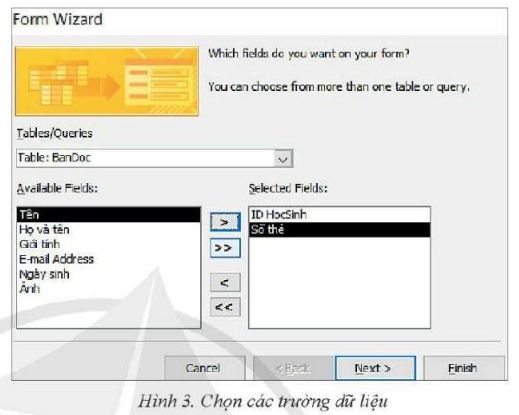 Form Wizard
Which fields do you want on your form?
You can choose from more than one table or query.
Tables/Queries
Table: BanDoc
Available Fields:
Selected Fields:
Tên
Họ và tên
Giới tính
E-mail Address
Ngày sinh
Ảnh
>
>>
<
<<
ID HocSinh
Số thẻ
Cancel
< Back
Next >
Finish
Hình 3. Chọn các trường dữ liệu